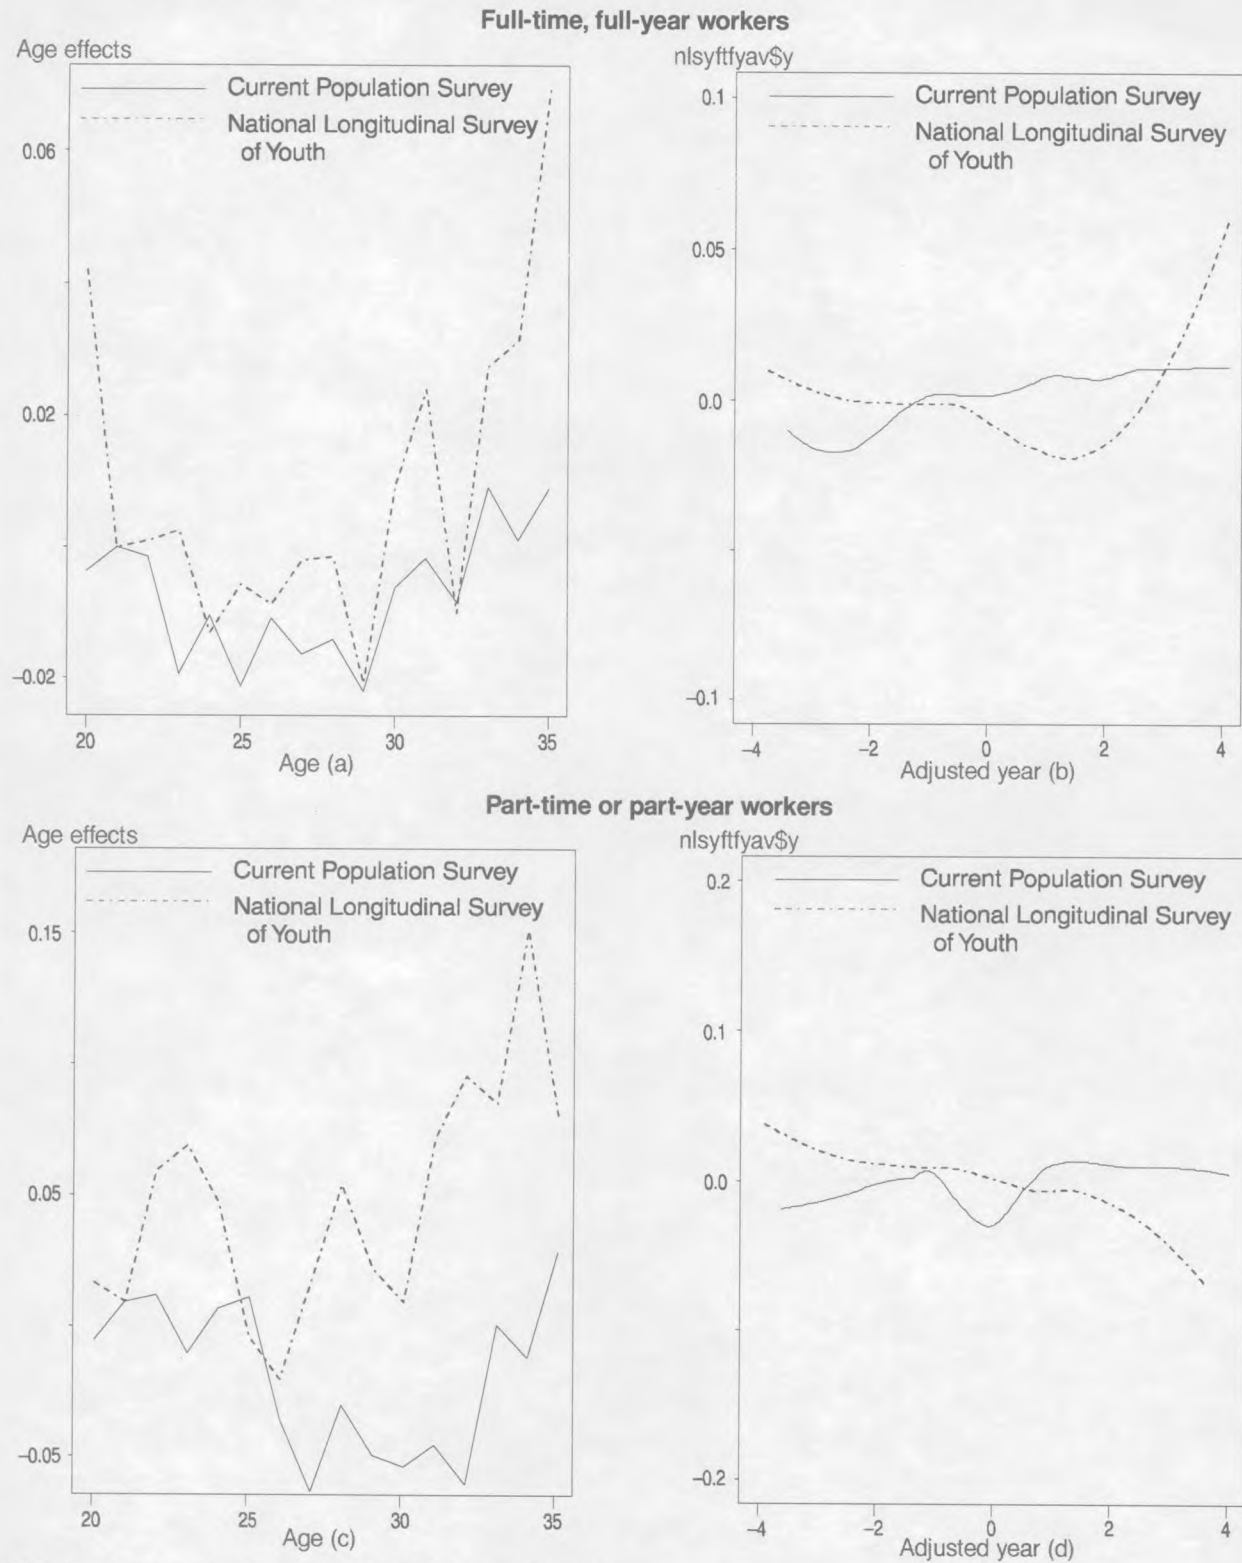 Full-time, full-year workers
Age effects
Current Population Survey
National Longitudinal Survey
of Youth
0.06
0.02
–0.02
20
25
30
35
Age (a)
nlsyftfyav$y
Current Population Survey
National Longitudinal Survey
of Youth
0.1
0.05
0.0
–0.1
–4
–2
0
2
4
Adjusted year (b)
Part-time or part-year workers
Age effects
Current Population Survey
National Longitudinal Survey
of Youth
0.15
0.05
–0.05
20
25
30
35
Age (c)
nlsyftfyav$y
Current Population Survey
National Longitudinal Survey
of Youth
0.2
0.1
0.0
–0.2
–4
–2
0
2
4
Adjusted year (d)